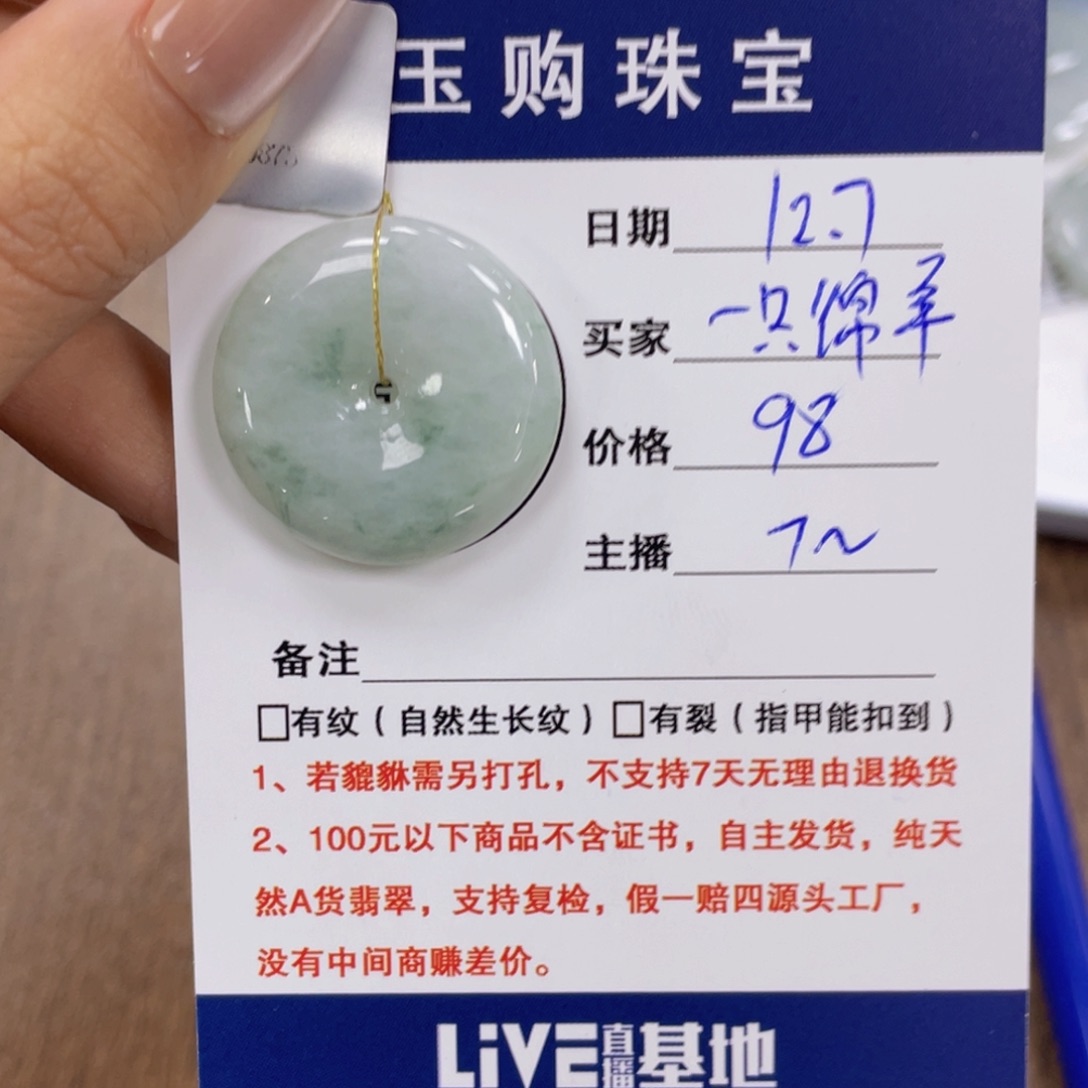 玉购珠宝
日期 12.7
买家 一只绵羊
价格 98
主播 7~
备注
□有纹（自然生长纹）□有裂（指甲能扣到）
1、若貔貅需另打孔，不支持7天无理由退换货
2、100元以下商品不含证书，自主发货，纯天
然A货翡翠，支持复检，假一赔四源头工厂，
没有中间商赚差价。
LiVE直播基地